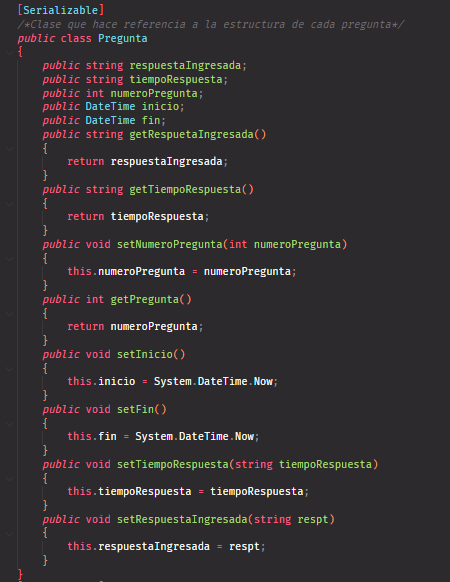 [Serializable]
/*Clase que hace referencia a la estructura de cada pregunta*/
public class Pregunta
{
public string respuestaIngresada;
public string tiempoRespuesta;
public int numeroPregunta;
public DateTime inicio;
public DateTime fin;
public string getRespuetaIngresada()
{
return respuestaIngresada;
}
public string getTiempoRespuesta()
{
return tiempoRespuesta;
}
public void setNumeroPregunta(int numeroPregunta)
{
this.numeroPregunta = numeroPregunta;
}
public int getPregunta()
{
return numeroPregunta;
}
public void setInicio()
{
this.inicio = System.DateTime.Now;
}
public void setFin()
{
this.fin = System.DateTime.Now;
}
public void setTiempoRespuesta(string tiempoRespuesta)
{
this.tiempoRespuesta = tiempoRespuesta;
}
public void setRespuestaIngresada(string respt)
{
this.respuestaIngresada = respt;
}
}